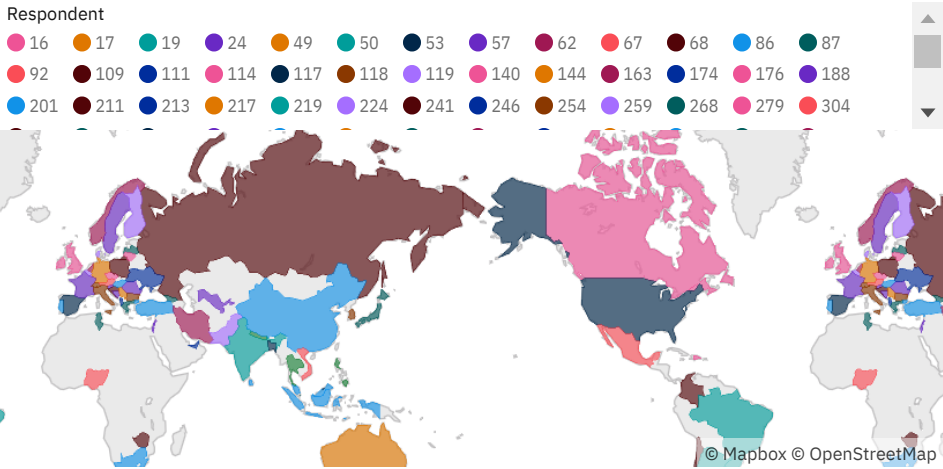 Respondent
16 17 19 24 49 50 53 57 62 67 68 86 87
92 109 111 114 117 118 119 140 144 163 174 176 188
201 211 213 217 219 224 241 246 254 259 268 279 304
© Mapbox © OpenStreetMap